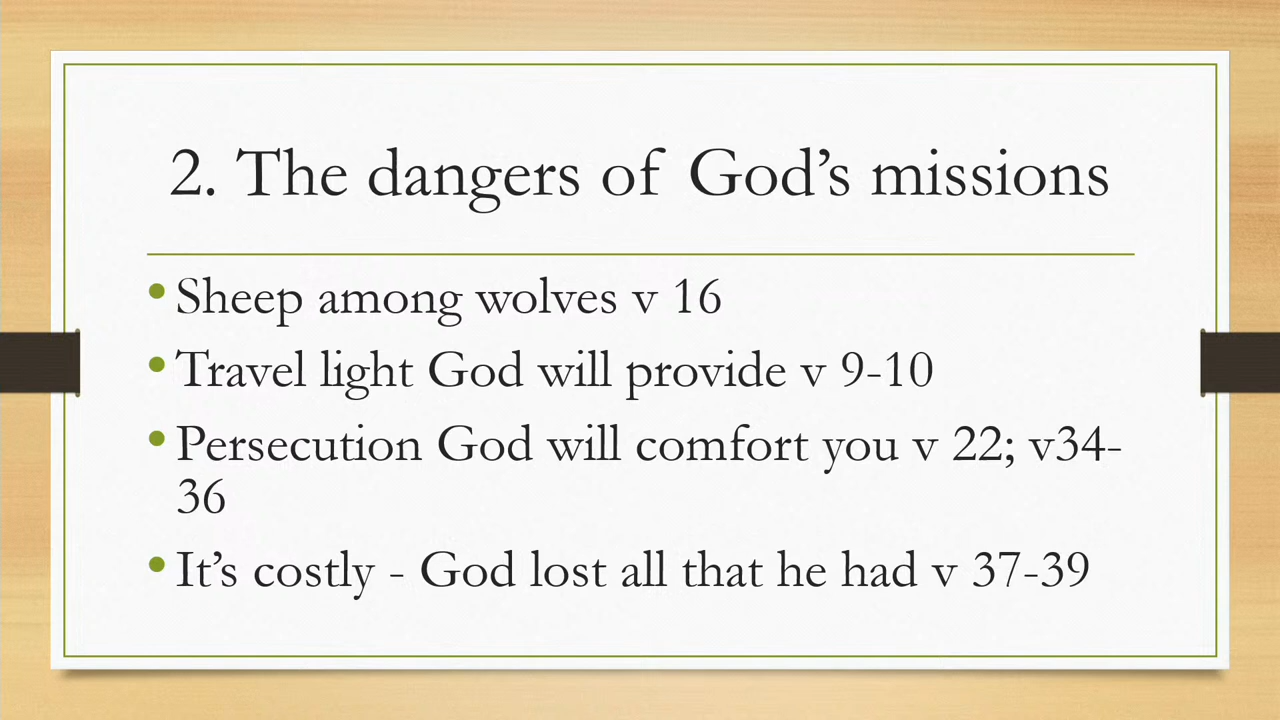 2. The dangers of God’s missions
• Sheep among wolves v 16
• Travel light God will provide v 9-10
• Persecution God will comfort you v 22; v34-
36
• It’s costly - God lost all that he had v 37-39